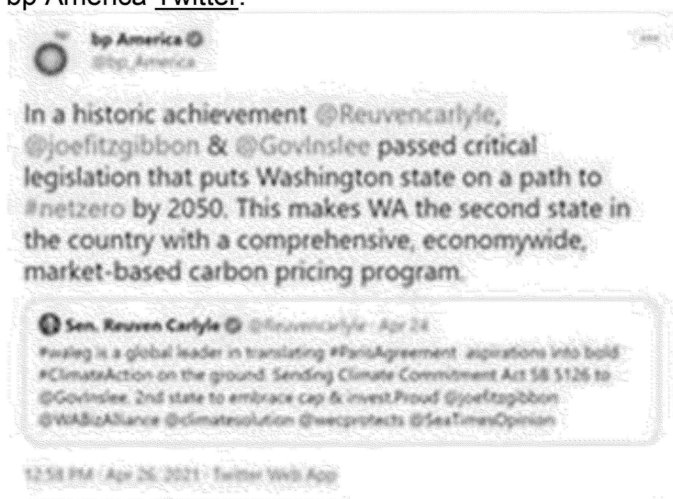 bp America Twitter:
bp America
@bp_America
In a historic achievement @Reuvencarlyle,
@joefitzgibbon & @GovInslee passed critical
legislation that puts Washington state on a path to
#netzero by 2050. This makes WA the second state in
the country with a comprehensive, economywide,
market-based carbon pricing program.
Sen. Reuven Carlyle @Reuvencarlyle · Apr 24
#waleg is a global leader in translating #ParisAgreement aspirations into bold
#ClimateAction on the ground. Sending Climate Commitment Act SB 5126 to
@GovInslee. 2nd state to embrace cap & invest.Proud @joefitzgibbon
@WABizAlliance @climatesolution @wecprotects @SeaTimesOpinion
12:58 PM · Apr 26, 2021 · Twitter Web App